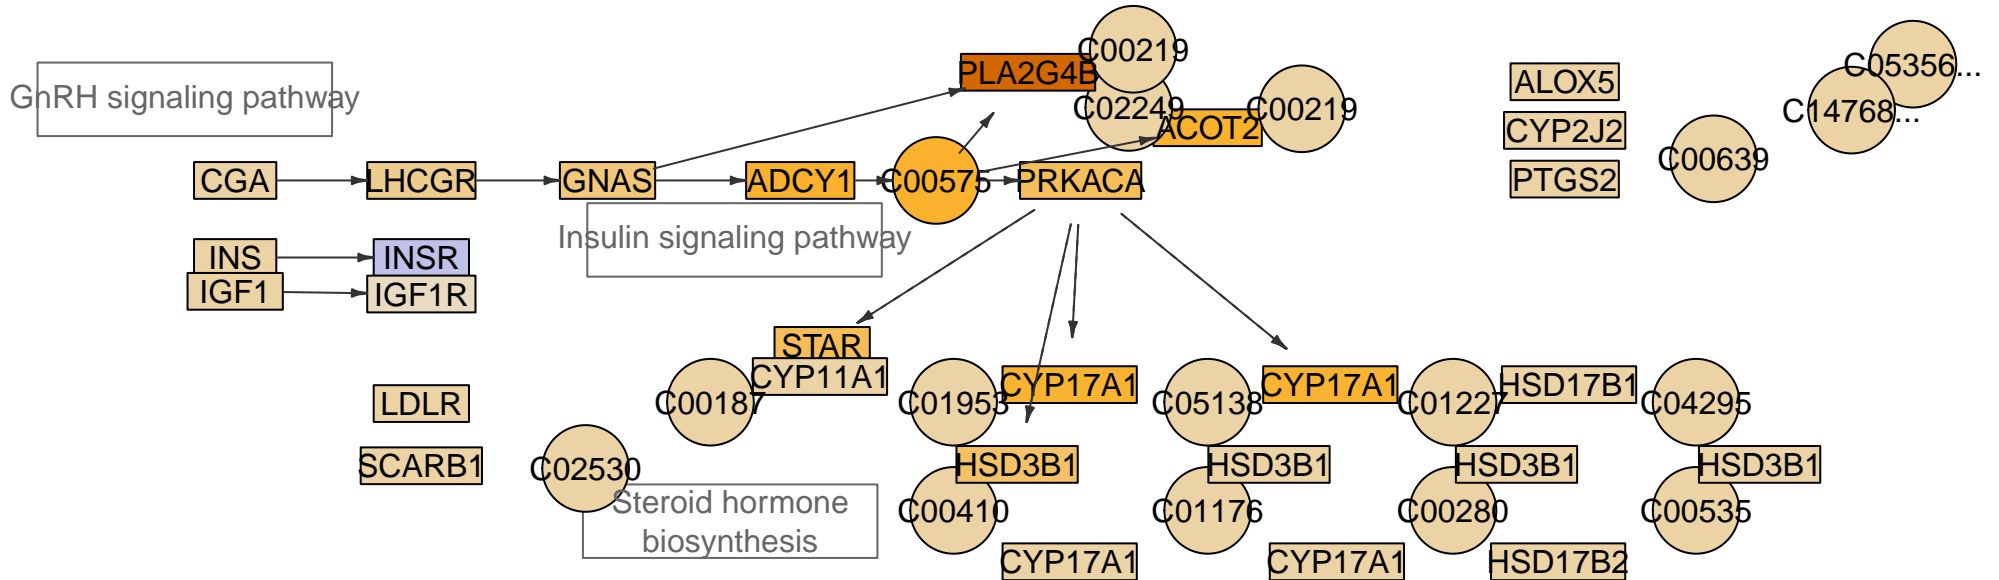 C00219
C05356...
PLA2G4B
ALOX5
GnRH signaling pathway
C02249
C00219
C14768...
ACOT2
CYP2J2
C00639
CGA
LHCGR
GNAS
ADCY1
C00575
PRKACA
PTGS2
Insulin signaling pathway
INS
INSR
IGF1
IGF1R
STAR
CYP11A1
CYP17A1
CYP17A1
HSD17B1
LDLR
C00187
C01953
C05138
C01227
C04295
SCARB1
C02530
HSD3B1
HSD3B1
HSD3B1
HSD3B1
Steroid hormone
biosynthesis
C00410
C01176
C00280
C00535
CYP17A1
CYP17A1
HSD17B2